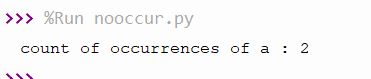 >>> %Run nooccur.py
count of occurrences of a : 2
>>>